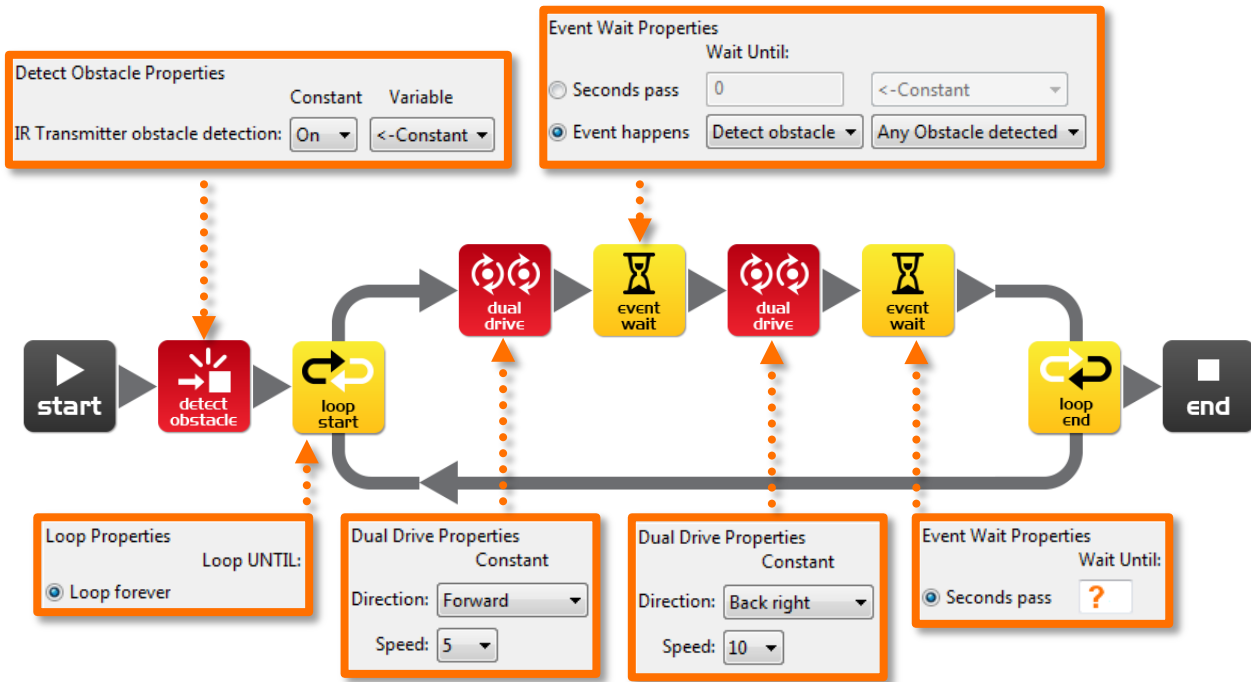 Detect Obstacle Properties
Constant Variable
IR Transmitter obstacle detection: On <-Constant
Event Wait Properties
Wait Until:
Seconds pass 0 <-Constant
Event happens Detect obstacle Any Obstacle detected
start
detect
obstacle
loop
start
dual
drive
event
wait
dual
drive
event
wait
loop
end
end
Loop Properties
Loop UNTIL:
Loop forever
Dual Drive Properties
Constant
Direction: Forward
Speed: 5
Dual Drive Properties
Constant
Direction: Back right
Speed: 10
Event Wait Properties
Wait Until:
Seconds pass ?